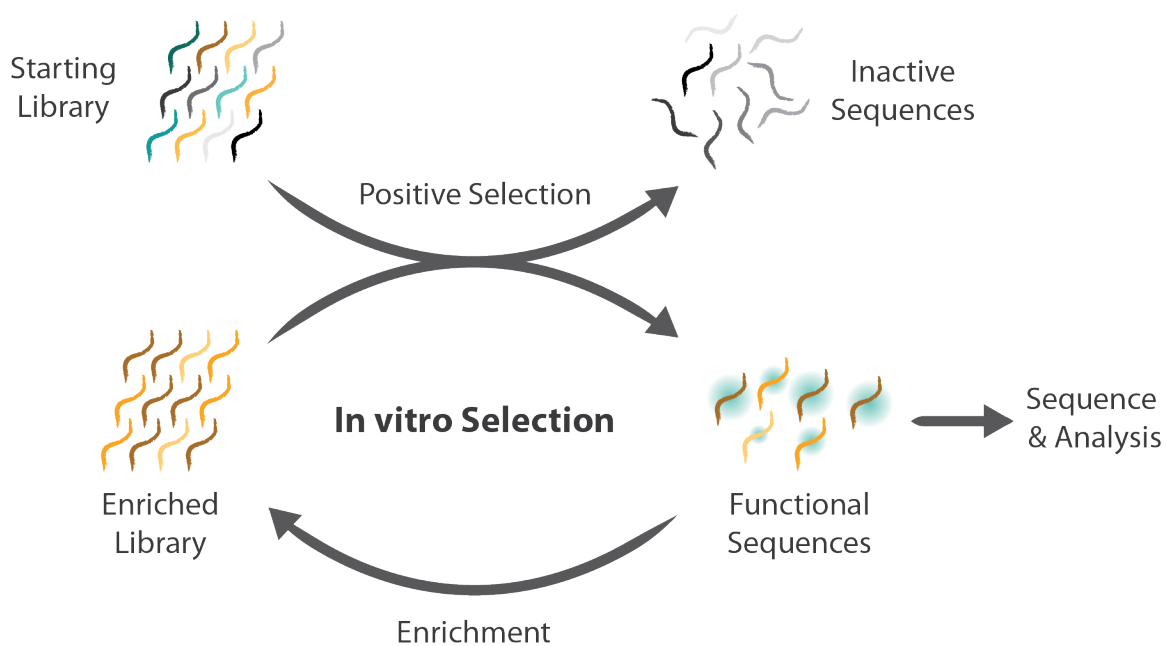 Starting
Library
Inactive
Sequences
Positive Selection
In vitro Selection
Sequence
& Analysis
Enriched
Library
Functional
Sequences
Enrichment